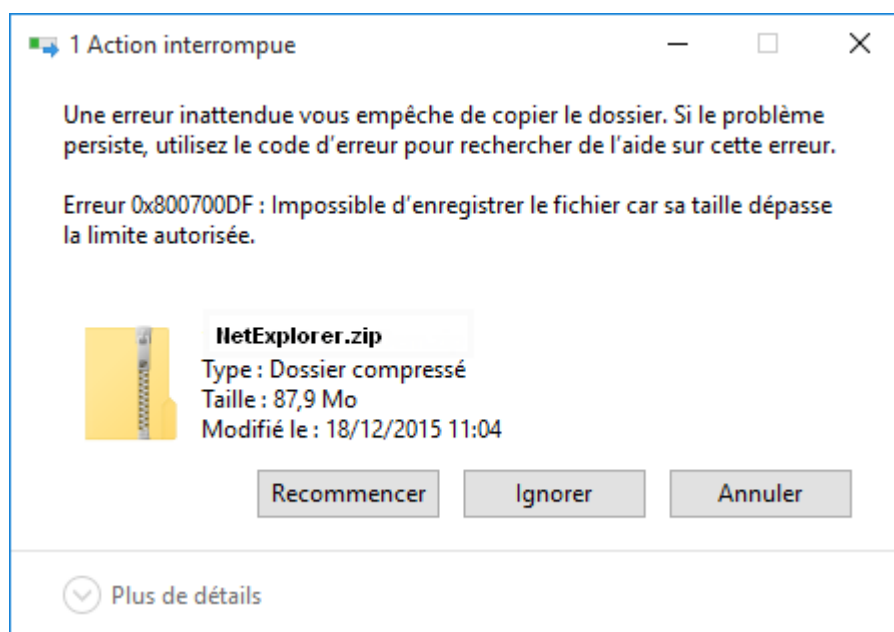 1 Action interrompue
Une erreur inattendue vous empêche de copier le dossier. Si le problème
persiste, utilisez le code d'erreur pour rechercher de l'aide sur cette erreur.
Erreur 0x800700DF : Impossible d'enregistrer le fichier car sa taille dépasse
la limite autorisée.
NetExplorer.zip
Type : Dossier compressé
Taille : 87,9 Mo
Modifié le : 18/12/2015 11:04
Recommencer Ignorer Annuler
Plus de détails